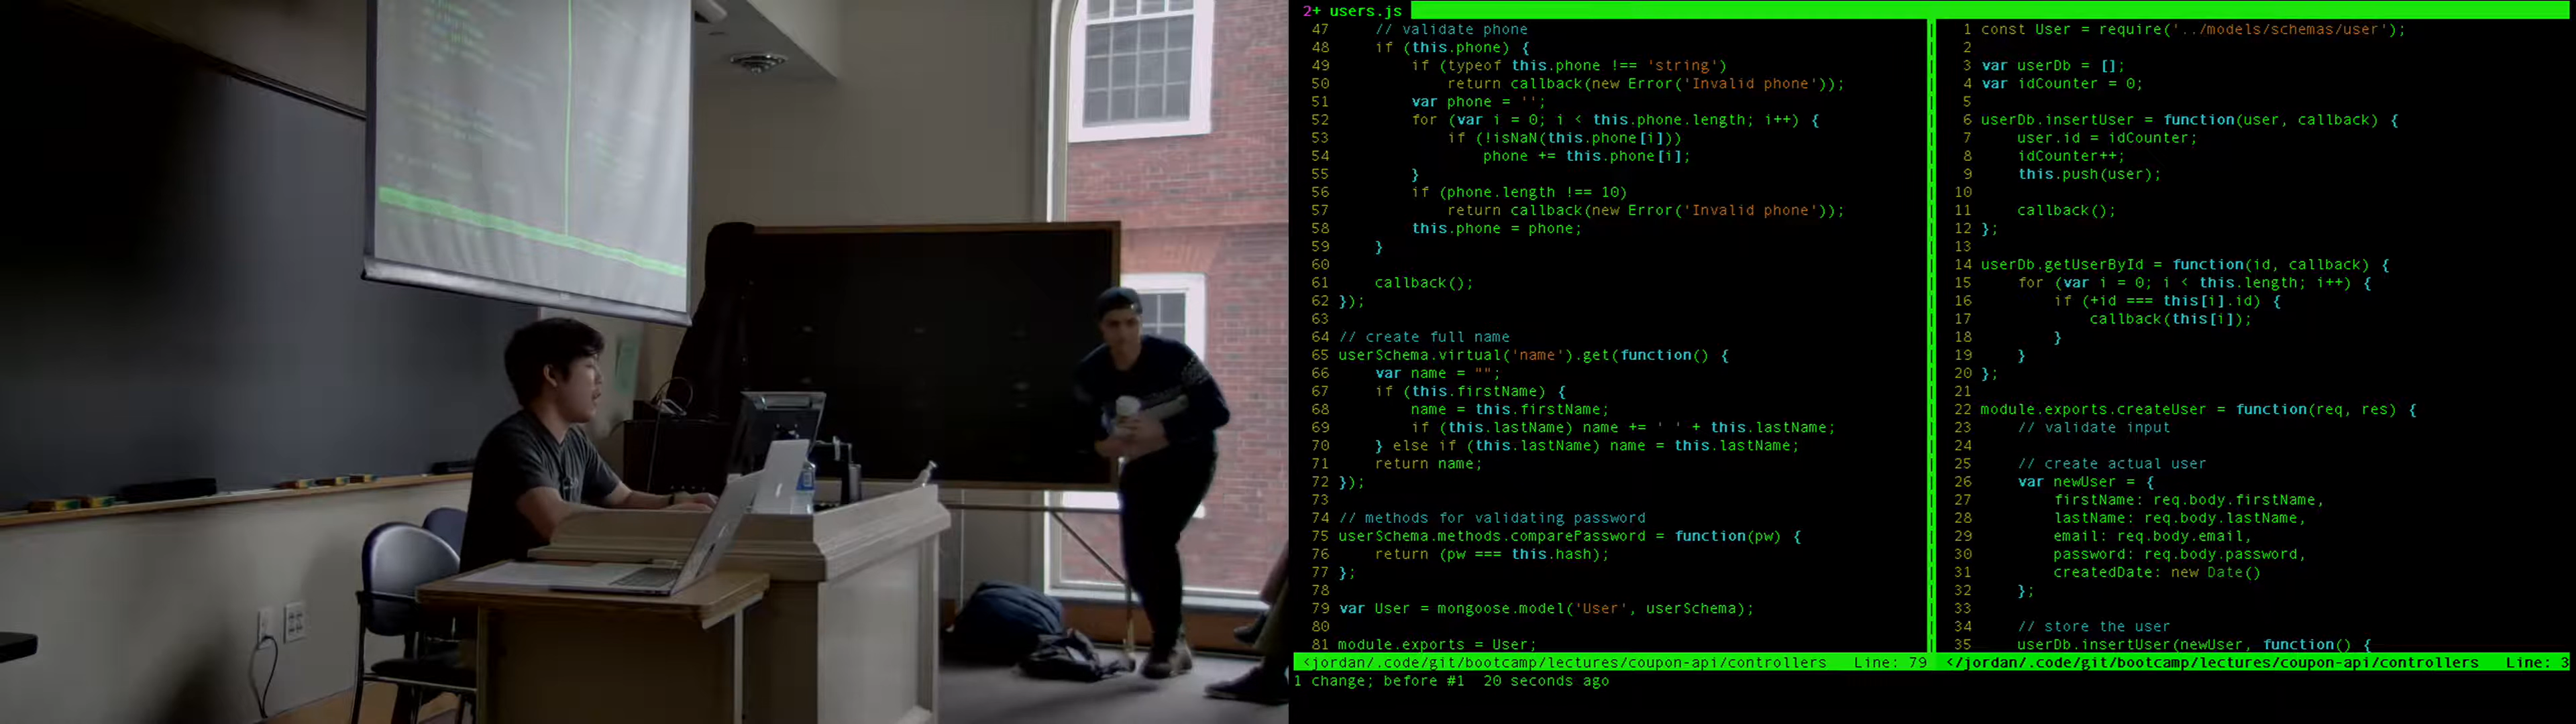 2+ users.js
47 // validate phone
48 if (this.phone) {
49 if (typeof this.phone !== 'string')
50 return callback(new Error('Invalid phone'));
51 var phone = '';
52 for (var i = 0; i < this.phone.length; i++) {
53 if (!isNaN(this.phone[i]))
54 phone += this.phone[i];
55 }
56 if (phone.length !== 10)
57 return callback(new Error('Invalid phone'));
58 this.phone = phone;
59 }
60
61 callback();
62 });
63
64 // create full name
65 userSchema.virtual('name').get(function() {
66 var name = "";
67 if (this.firstName) {
68 name = this.firstName;
69 if (this.lastName) name += ' ' + this.lastName;
70 } else if (this.lastName) name = this.lastName;
71 return name;
72 });
73
74 // methods for validating password
75 userSchema.methods.comparePassword = function(pw) {
76 return (pw === this.hash);
77 };
78
79 var User = mongoose.model('User', userSchema);
80
81 module.exports = User;
</jordan/.code/git/bootcamp/lectures/coupon-api/controllers Line: 79
1 change; before #1 20 seconds ago
1 const User = require('../models/schemas/user');
2
3 var userDb = [];
4 var idCounter = 0;
5
6 userDb.insertUser = function(user, callback) {
7 user.id = idCounter;
8 idCounter++;
9 this.push(user);
10
11 callback();
12 };
13
14 userDb.getUserById = function(id, callback) {
15 for (var i = 0; i < this.length; i++) {
16 if (+id === this[i].id) {
17 callback(this[i]);
18 }
19 }
20 };
21
22 module.exports.createUser = function(req, res) {
23 // validate input
24
25 // create actual user
26 var newUser = {
27 firstName: req.body.firstName,
28 lastName: req.body.lastName,
29 email: req.body.email,
30 password: req.body.password,
31 createdDate: new Date()
32 };
33
34 // store the user
35 userDb.insertUser(newUser, function() {
</jordan/.code/git/bootcamp/lectures/coupon-api/controllers Line: 3